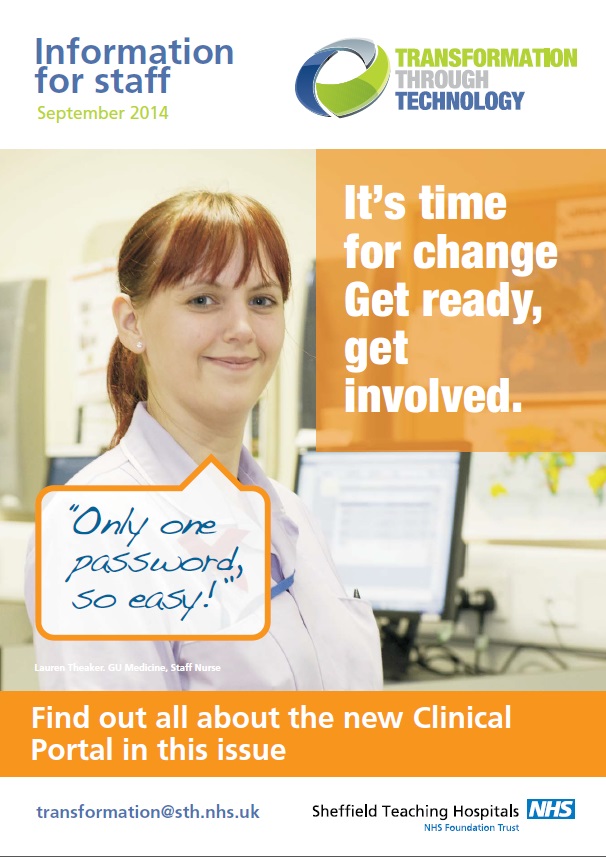 Information
for staff
September 2014
TRANSFORMATION
THROUGH
TECHNOLOGY
It's time
for change
Get ready,
get
involved.
"Only one
password,
so easy!"
Lauren Theaker. GU Medicine, Staff Nurse
Find out all about the new Clinical
Portal in this issue
transformation@sth.nhs.uk
Sheffield Teaching Hospitals NHS
NHS Foundation Trust